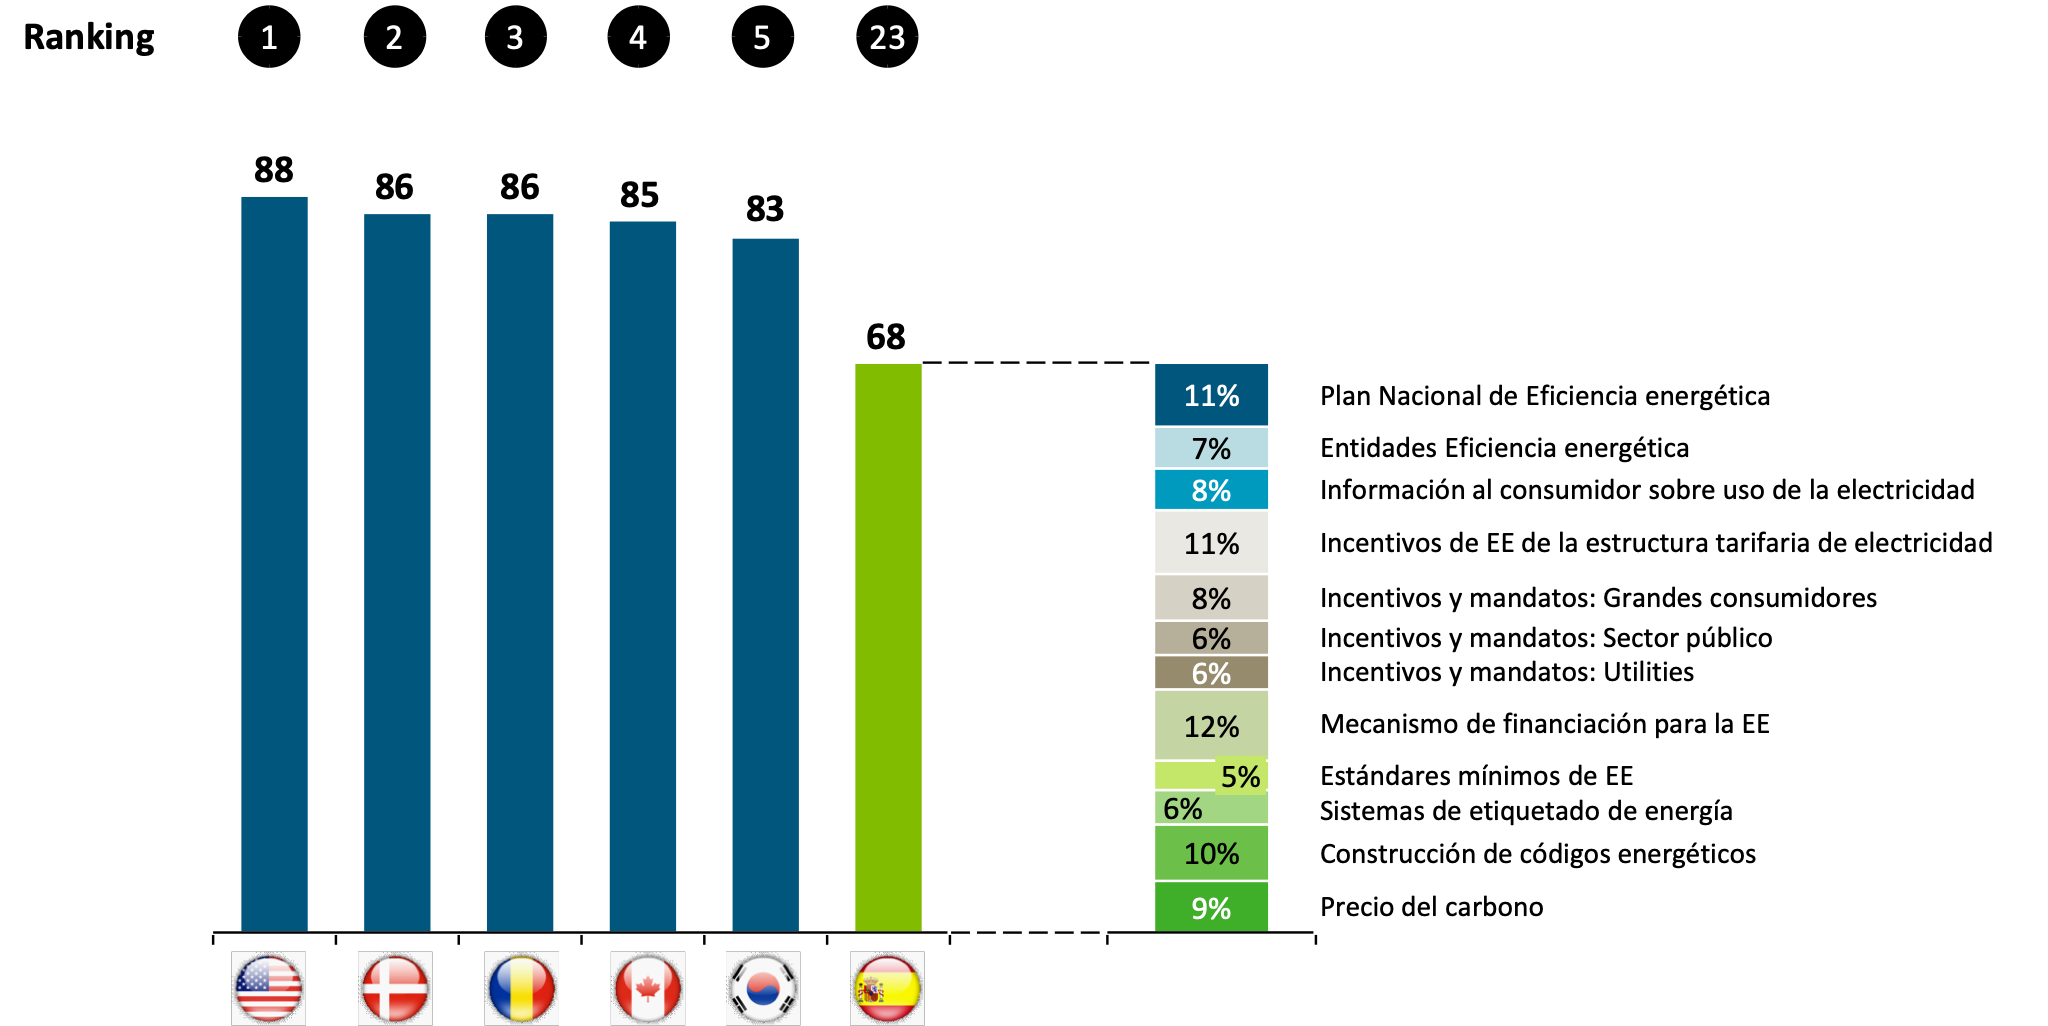 Ranking 1 2 3 4 5 23
88
86
86
85
83
68
11% Plan Nacional de Eficiencia energética
7% Entidades Eficiencia energética
8% Información al consumidor sobre uso de la electricidad
11% Incentivos de EE de la estructura tarifaria de electricidad
8% Incentivos y mandatos: Grandes consumidores
6% Incentivos y mandatos: Sector público
6% Incentivos y mandatos: Utilities
12% Mecanismo de financiación para la EE
5% Estándares mínimos de EE
6% Sistemas de etiquetado de energía
10% Construcción de códigos energéticos
9% Precio del carbono